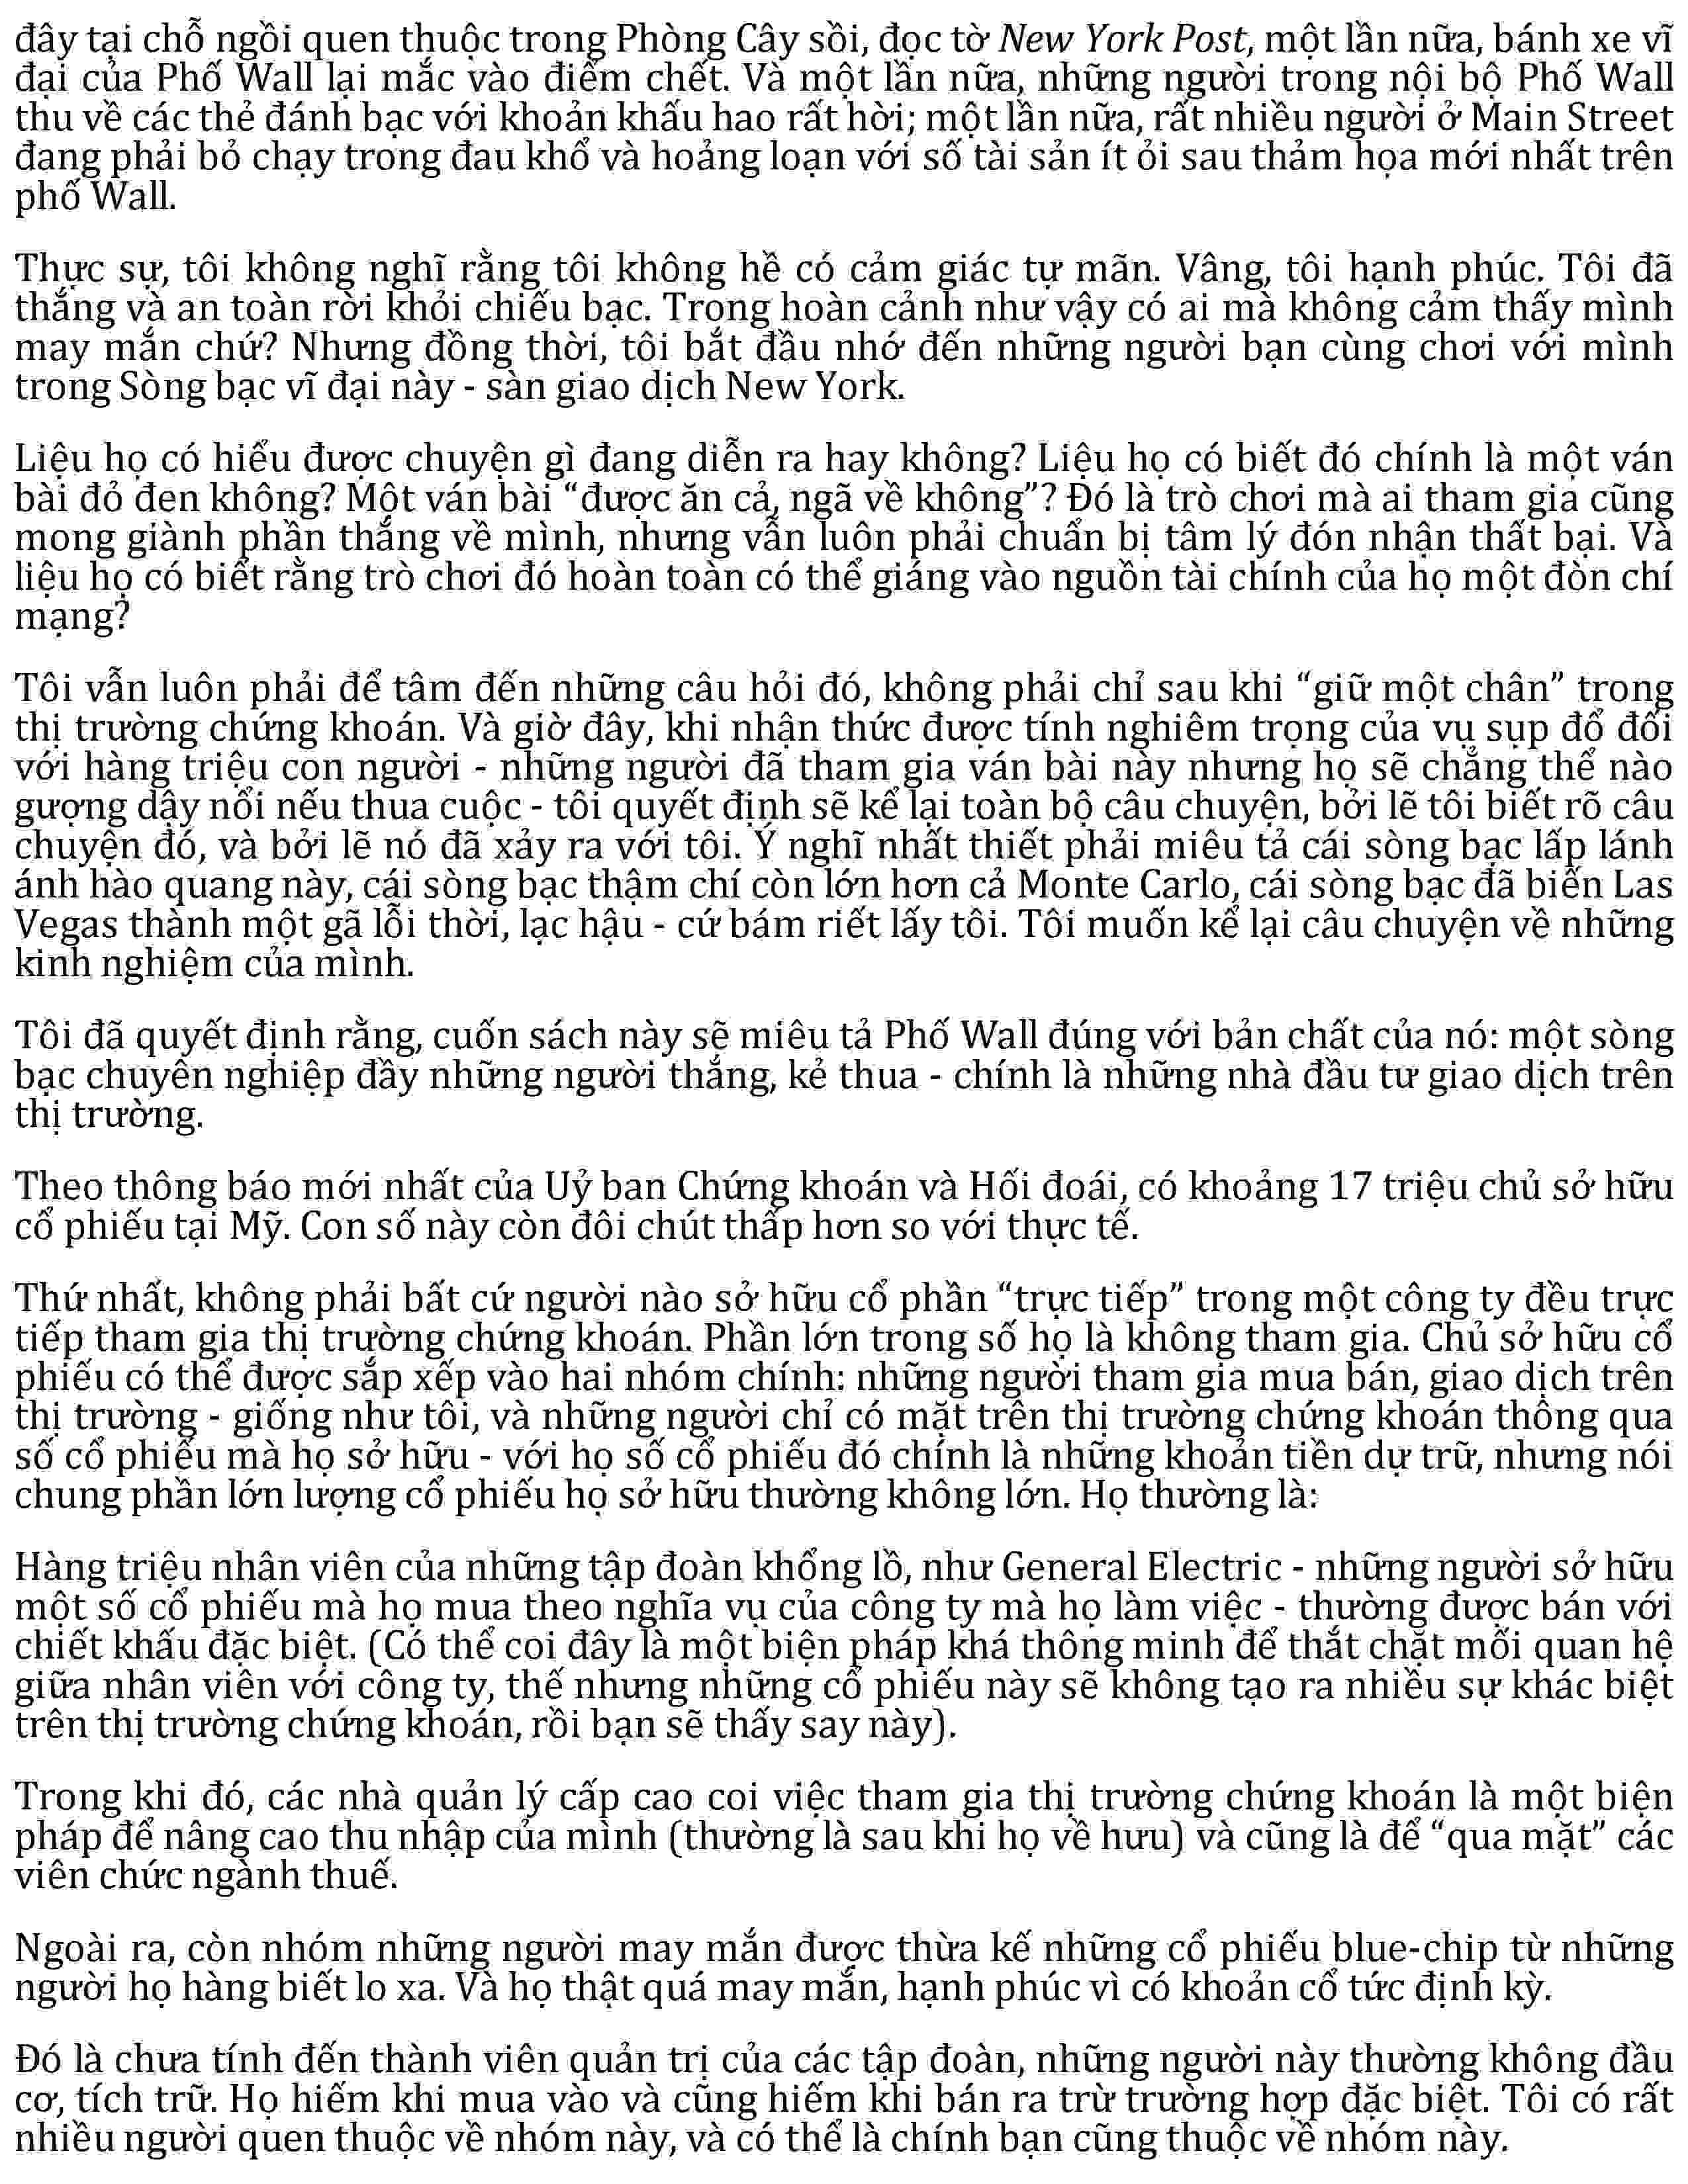 đây tại chỗ ngồi quen thuộc trong Phòng Cây sồi, đọc tờ New York Post, một lần nữa, bánh xe vĩ
đại của Phố Wall lại mắc vào điểm chết. Và một lần nữa, những người trong nội bộ Phố Wall
thu về các thẻ đánh bạc với khoản khấu hao rất hời; một lần nữa, rất nhiều người ở Main Street
đang phải bỏ chạy trong đau khổ và hoảng loạn với số tài sản ít ỏi sau thảm họa mới nhất trên
phố Wall.
Thực sự, tôi không nghĩ rằng tôi không hề có cảm giác tự mãn. Vâng, tôi hạnh phúc. Tôi đã
thắng và an toàn rời khỏi chiếu bạc. Trong hoàn cảnh như vậy có ai mà không cảm thấy mình
may mắn chứ? Nhưng đồng thời, tôi bắt đầu nhớ đến những người bạn cùng chơi với mình
trong Sòng bạc vĩ đại này - sàn giao dịch New York.
Liệu họ có hiểu được chuyện gì đang diễn ra hay không? Liệu họ có biết đó chính là một ván
bài đỏ đen không? Một ván bài “được ăn cả, ngã về không”? Đó là trò chơi mà ai tham gia cũng
mong giành phần thắng về mình, nhưng vẫn luôn phải chuẩn bị tâm lý đón nhận thất bại. Và
liệu họ có biết rằng trò chơi đó hoàn toàn có thể giáng vào nguồn tài chính của họ một đòn chí
mạng?
Tôi vẫn luôn phải để tâm đến những câu hỏi đó, không phải chỉ sau khi “giữ một chân” trong
thị trường chứng khoán. Và giờ đây, khi nhận thức được tính nghiêm trọng của vụ sụp đổ đối
với hàng triệu con người - những người đã tham gia ván bài này nhưng họ sẽ chẳng thể nào
gượng dậy nổi nếu thua cuộc - tôi quyết định sẽ kể lại toàn bộ câu chuyện, bởi lẽ tôi biết rõ câu
chuyện đó, và bởi lẽ nó đã xảy ra với tôi. Ý nghĩ nhất thiết phải miêu tả cái sòng bạc lấp lánh
ánh hào quang này, cái sòng bạc thậm chí còn lớn hơn cả Monte Carlo, cái sòng bạc đã biến Las
Vegas thành một gã lỗi thời, lạc hậu - cứ bám riết lấy tôi. Tôi muốn kể lại câu chuyện về những
kinh nghiệm của mình.
Tôi đã quyết định rằng, cuốn sách này sẽ miêu tả Phố Wall đúng với bản chất của nó: một sòng
bạc chuyên nghiệp đầy những người thắng, kẻ thua - chính là những nhà đầu tư giao dịch trên
thị trường.
Theo thông báo mới nhất của Uỷ ban Chứng khoán và Hối đoái, có khoảng 17 triệu chủ sở hữu
cổ phiếu tại Mỹ. Con số này còn đôi chút thấp hơn so với thực tế.
Thứ nhất, không phải bất cứ người nào sở hữu cổ phần “trực tiếp” trong một công ty đều trực
tiếp tham gia thị trường chứng khoán. Phần lớn trong số họ là không tham gia. Chủ sở hữu cổ
phiếu có thể được sắp xếp vào hai nhóm chính: những người tham gia mua bán, giao dịch trên
thị trường - giống như tôi, và những người chỉ có mặt trên thị trường chứng khoán thông qua
số cổ phiếu mà họ sở hữu - với họ số cổ phiếu đó chính là những khoản tiền dự trữ, nhưng nói
chung phần lớn lượng cổ phiếu họ sở hữu thường không lớn. Họ thường là:
Hàng triệu nhân viên của những tập đoàn khổng lồ, như General Electric - những người sở hữu
một số cổ phiếu mà họ mua theo nghĩa vụ của công ty mà họ làm việc - thường được bán với
chiết khấu đặc biệt. (Có thể coi đây là một biện pháp khá thông minh để thắt chặt mối quan hệ
giữa nhân viên với công ty, thế nhưng những cổ phiếu này sẽ không tạo ra nhiều sự khác biệt
trên thị trường chứng khoán, rồi bạn sẽ thấy say này).
Trong khi đó, các nhà quản lý cấp cao coi việc tham gia thị trường chứng khoán là một biện
pháp để nâng cao thu nhập của mình (thường là sau khi họ về hưu) và cũng là để “qua mặt” các
viên chức ngành thuế.
Ngoài ra, còn nhóm những người may mắn được thừa kế những cổ phiếu blue-chip từ những
người họ hàng biết lo xa. Và họ thật quá may mắn, hạnh phúc vì có khoản cổ tức định kỳ.
Đó là chưa tính đến thành viên quản trị của các tập đoàn, những người này thường không đầu
cơ, tích trữ. Họ hiếm khi mua vào và cũng hiếm khi bán ra trừ trường hợp đặc biệt. Tôi có rất
nhiều người quen thuộc về nhóm này, và có thể là chính bạn cũng thuộc về nhóm này.